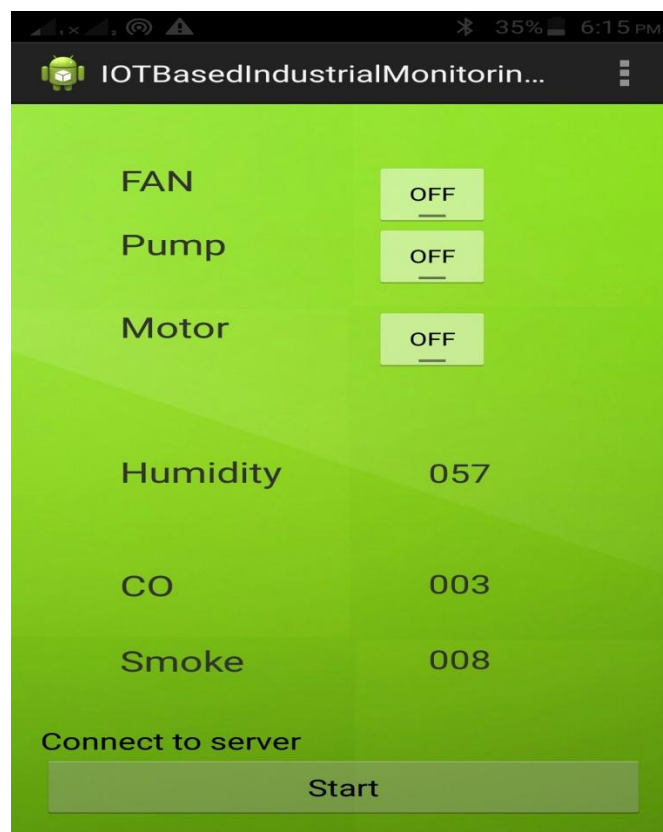 35% 6:15 PM
IOTBasedIndustrialMonitorin...
FAN OFF
Pump OFF
Motor OFF
Humidity 057
CO 003
Smoke 008
Connect to server
Start